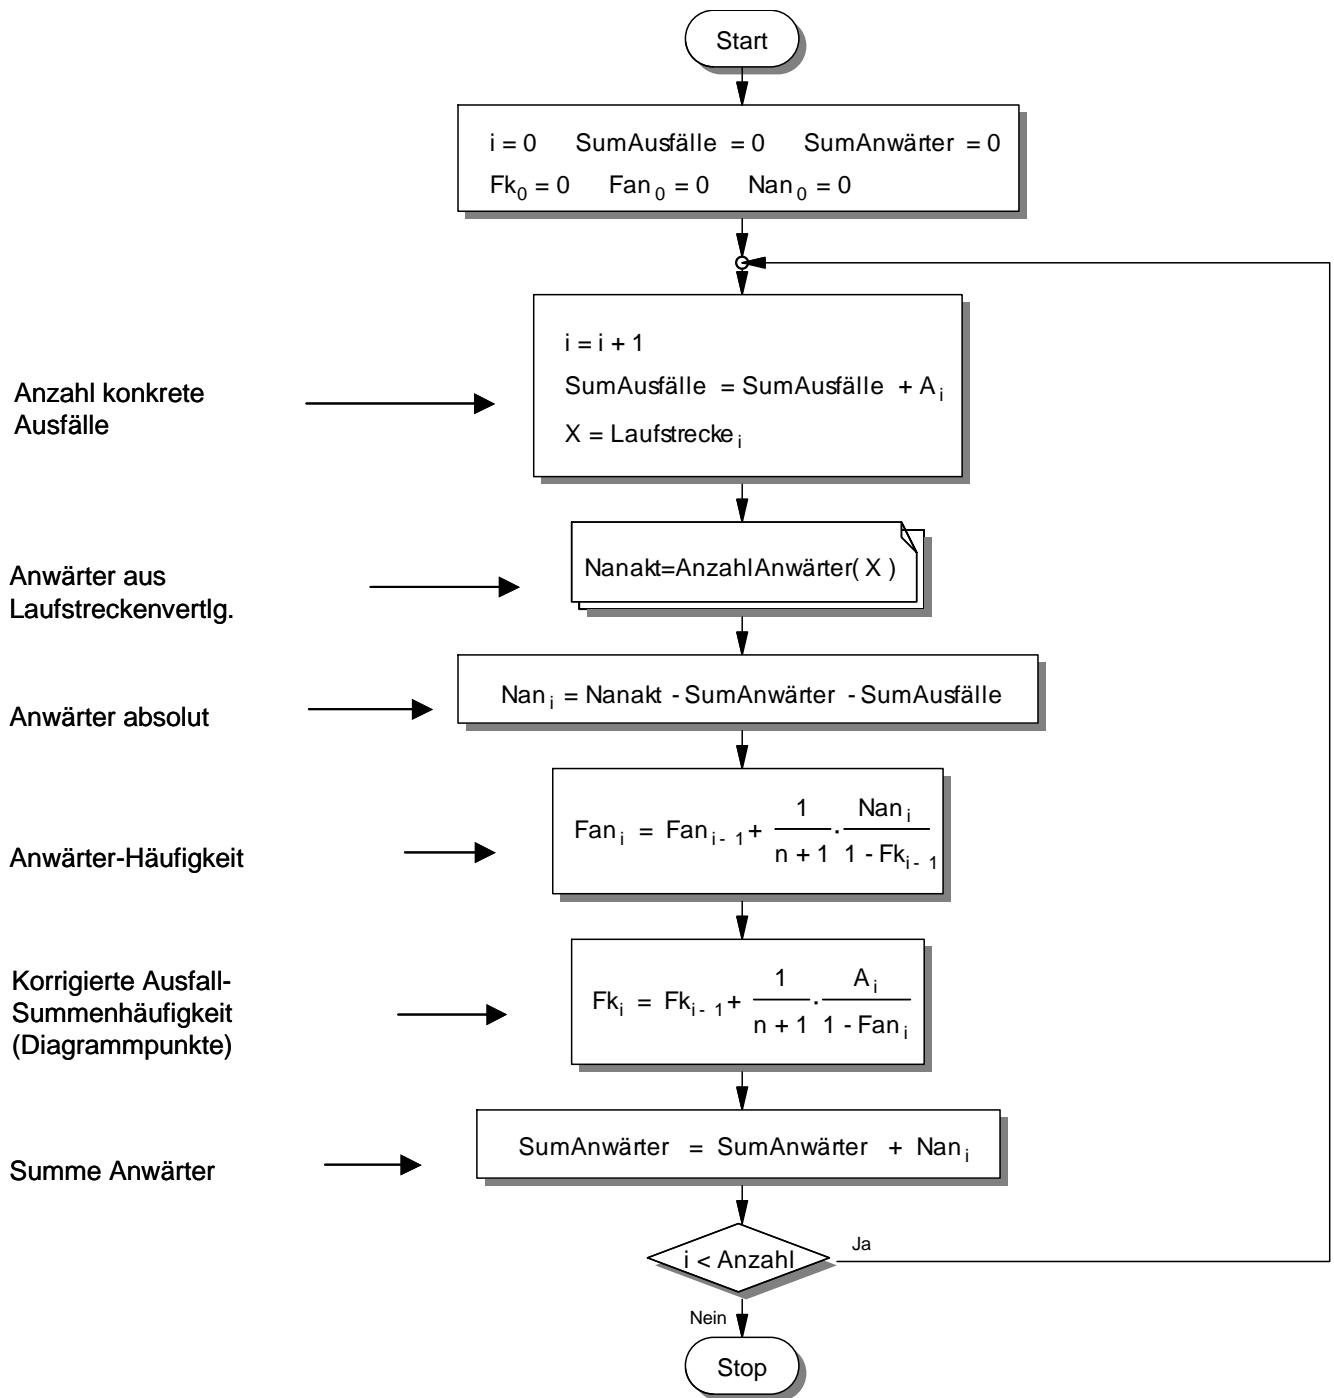 Start
i = 0 SumAusfälle = 0 SumAnwärter = 0
Fk₀ = 0 Fan₀ = 0 Nan₀ = 0
i = i + 1
Anzahl konkrete
Ausfälle
SumAusfälle = SumAusfälle + Aᵢ
X = Laufstreckeᵢ
Anwärter aus
Laufstreckenvertlg.
Nanakt=AnzahlAnwärter( X )
Anwärter absolut
Nanᵢ = Nanakt - SumAnwärter - SumAusfälle
Anwärter-Häufigkeit
Fanᵢ = Fanᵢ₋₁ + 1/(n + 1) · Nanᵢ/(1 - Fkᵢ₋₁)
Korrigierte Ausfall-
Summenhäufigkeit
(Diagrammpunkte)
Fkᵢ = Fkᵢ₋₁ + 1/(n + 1) · Aᵢ/(1 - Fanᵢ)
Summe Anwärter
SumAnwärter = SumAnwärter + Nanᵢ
i < Anzahl
Ja
Nein
Stop